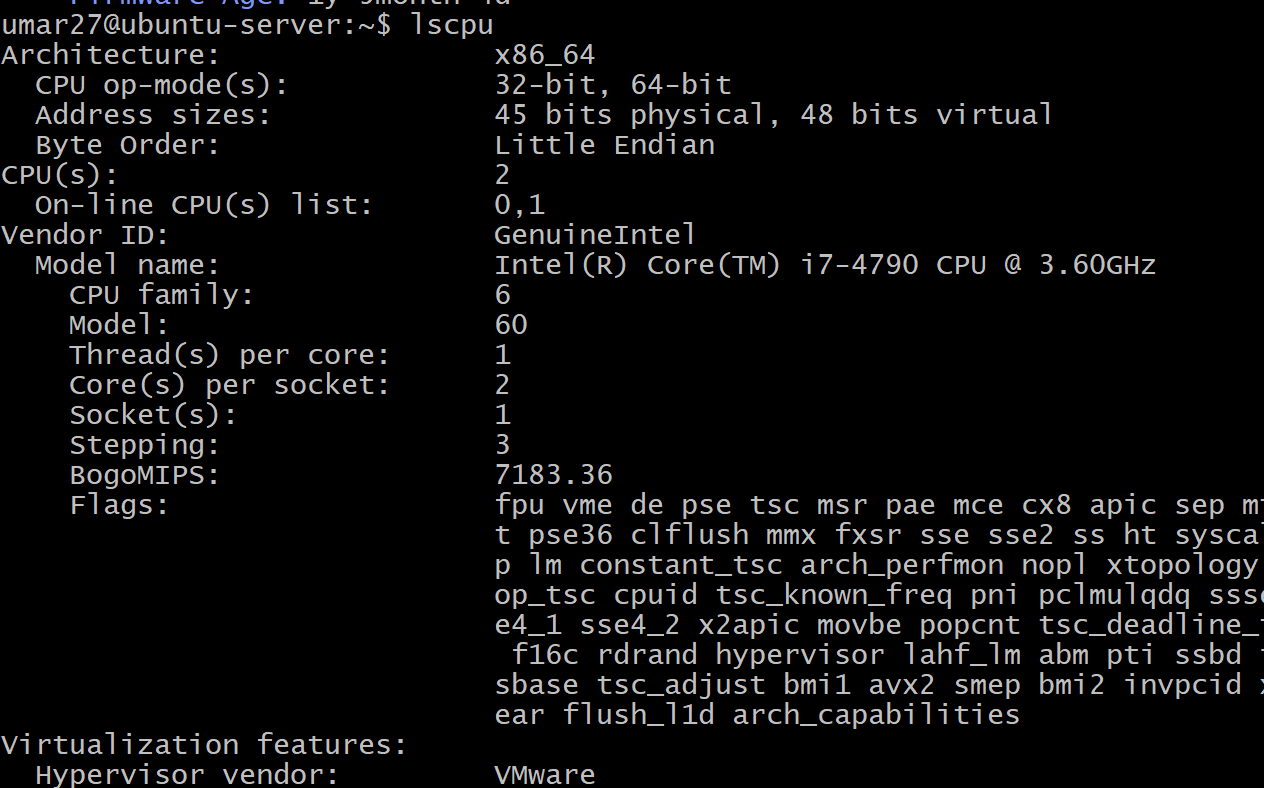 umar27@ubuntu-server:~$ lscpu
Architecture: x86_64
CPU op-mode(s): 32-bit, 64-bit
Address sizes: 45 bits physical, 48 bits virtual
Byte Order: Little Endian
CPU(s): 2
On-line CPU(s) list: 0,1
Vendor ID: GenuineIntel
Model name: Intel(R) Core(TM) i7-4790 CPU @ 3.60GHz
CPU family: 6
Model: 60
Thread(s) per core: 1
Core(s) per socket: 2
Socket(s): 1
Stepping: 3
BogoMIPS: 7183.36
Flags: fpu vme de pse tsc msr pae mce cx8 apic sep
t pse36 clflush mmx fxsr sse sse2 ss ht
p lm constant_tsc arch_perfmon nopl xtopology
op_tsc cpuid tsc_known_freq pni pclmulqdq
e4_1 sse4_2 x2apic movbe popcnt
f16c rdrand hypervisor lahf_lm abm pti ssbd
sbase tsc_adjust bmi1 avx2 smep bmi2 invpcid
ear flush_l1d arch_capabilities
Virtualization features:
Hypervisor vendor: VMware